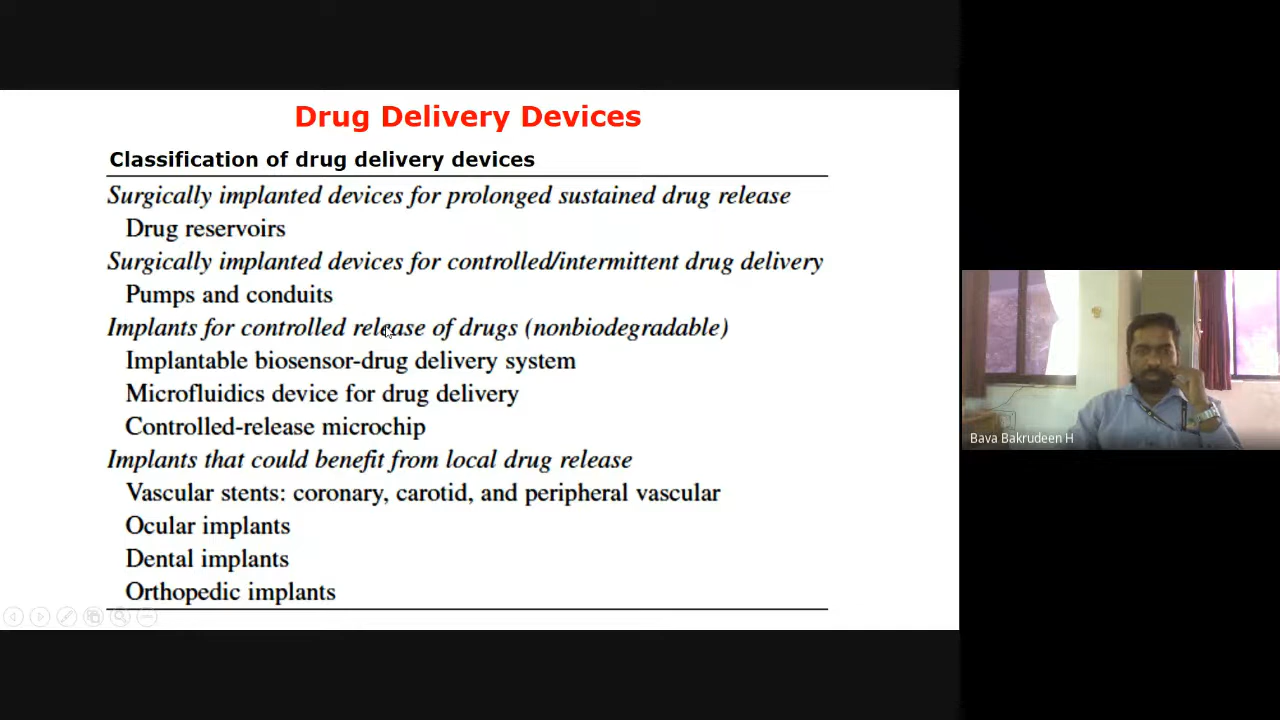 Drug Delivery Devices
Classification of drug delivery devices
Surgically implanted devices for prolonged sustained drug release
Drug reservoirs
Surgically implanted devices for controlled/intermittent drug delivery
Pumps and conduits
Implants for controlled release of drugs (nonbiodegradable)
Implantable biosensor-drug delivery system
Microfluidics device for drug delivery
Controlled-release microchip
Implants that could benefit from local drug release
Vascular stents: coronary, carotid, and peripheral vascular
Ocular implants
Dental implants
Orthopedic implants
Bava Bakrudeen H